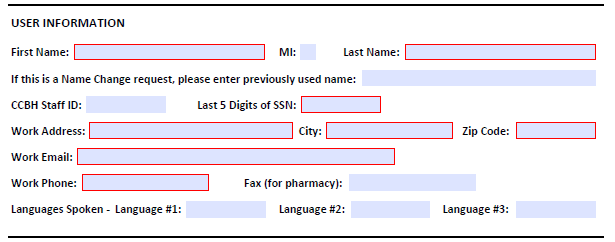 USER INFORMATION
First Name: MI: Last Name:
If this is a Name Change request, please enter previously used name:
CCBH Staff ID: Last 5 Digits of SSN:
Work Address: City: Zip Code:
Work Email:
Work Phone: Fax (for pharmacy):
Languages Spoken - Language #1: Language #2: Language #3: